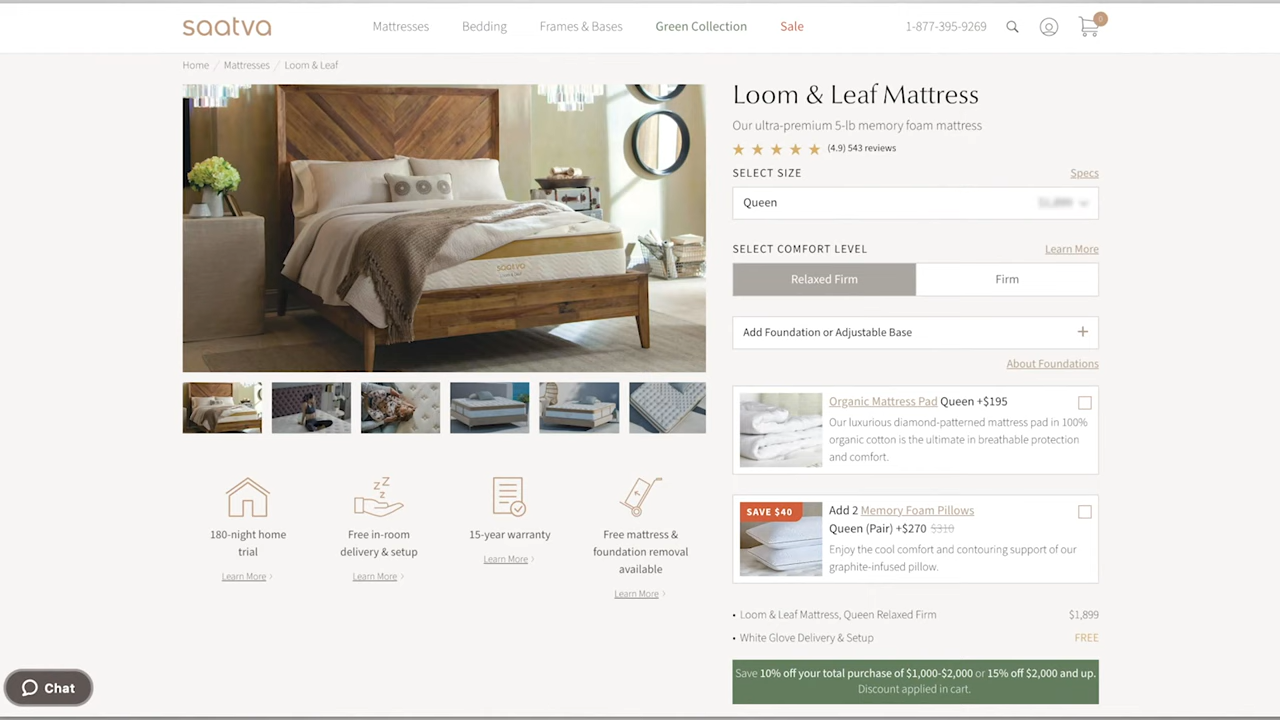 saatva
Mattresses Bedding Frames & Bases Green Collection Sale 1-877-395-9269 0
Home / Mattresses / Loom & Leaf
Loom & Leaf Mattress
Our ultra-premium 5-lb memory foam mattress
(4.9) 543 reviews
SELECT SIZE Specs
Queen
SELECT COMFORT LEVEL Learn More
Relaxed Firm Firm
Add Foundation or Adjustable Base +
About Foundations
Organic Mattress Pad Queen +$195
Our luxurious diamond-patterned mattress pad in 100%
organic cotton is the ultimate in breathable protection
and comfort.
SAVE $40
Add 2 Memory Foam Pillows
Queen (Pair) +$270 $310
Enjoy the cool comfort and contouring support of our
graphite-infused pillow.
• Loom & Leaf Mattress, Queen Relaxed Firm $1,899
• White Glove Delivery & Setup FREE
Save 10% off your total purchase of $1,000-$2,000 or 15% off $2,000 and up.
Discount applied in cart.
saatva
180-night home
trial
Learn More
zzz
Free in-room
delivery & setup
Learn More
15-year warranty
Learn More
Free mattress &
foundation removal
available
Learn More
Chat